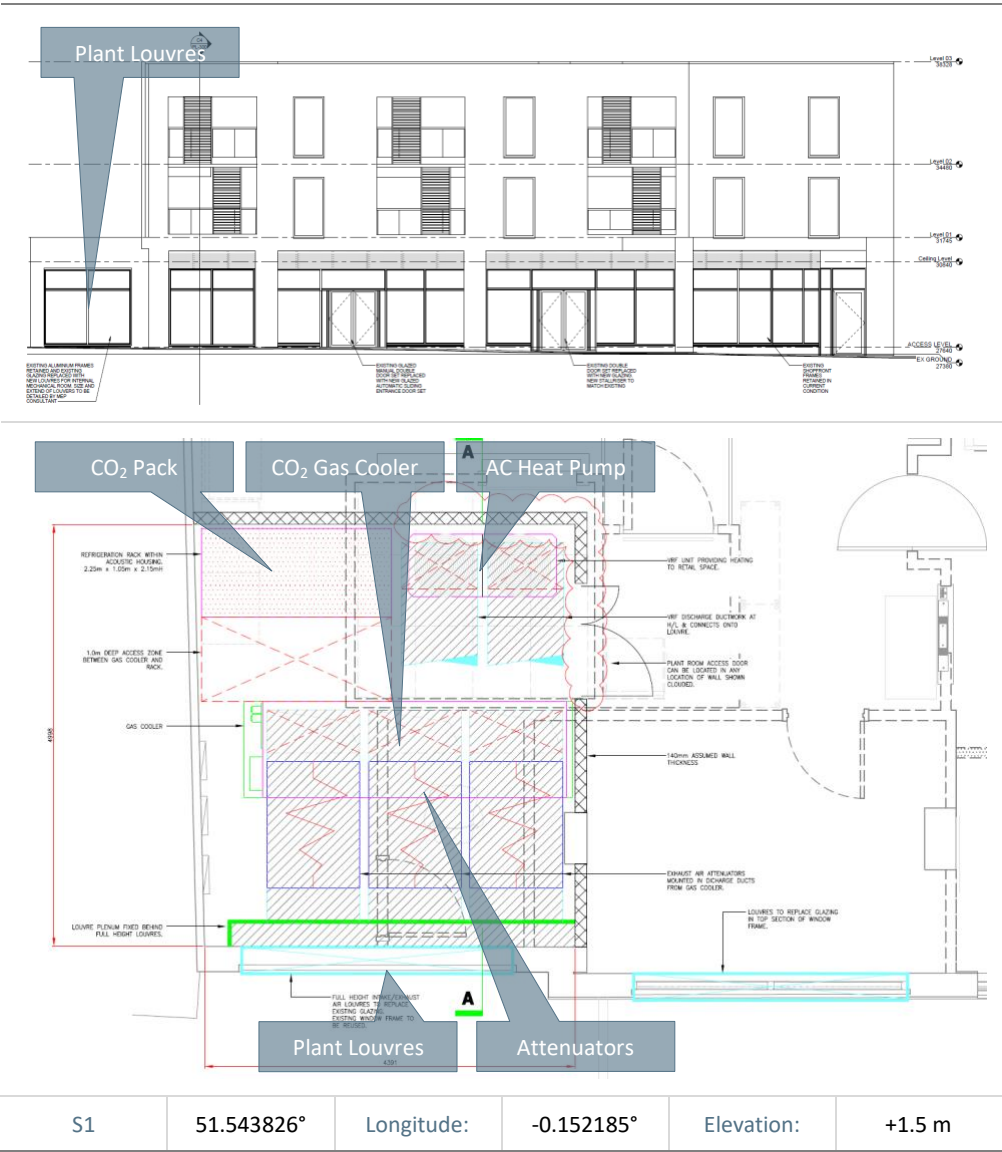 Plant Louvres
Level 03
38328
Level 02
34480
Level 01
31745
Ceiling Level
30840
ACCESS LEVEL
27640
EX GROUND
27380
EXISTING ALUMINIUM FRAMES
RETAINED AND EXISTING
GLAZING REPLACED WITH
NEW LOUVRES FOR INTERNAL
MECHANICAL ROOM. SIZE AND
EXTEND OF LOUVERS TO BE
DETAILED BY MEP
CONSULTANT
EXISTING GLAZED
MANUAL DOUBLE
DOOR SET REPLACED
WITH NEW GLAZED
AUTOMATIC SLIDING
ENTRANCE DOOR SET
EXISTING DOUBLE
DOOR SET REPLACED
WITH NEW GLAZING.
NEW STALLRISER TO
MATCH EXISTING
EXISTING
SHOPFRONT
FRAMES
RETAINED IN
CURRENT
CONDITION
CO₂ Pack
CO₂ Gas Cooler
AC Heat Pump
A
REFRIGERATION RACK WITHIN
ACOUSTIC HOUSING.
2.25m x 1.05m x 2.15mH
VRF UNIT PROVIDING HEATING
TO RETAIL SPACE.
VRF DISCHARGE DUCTWORK AT
H/L & CONNECTS ONTO
LOUVRE.
1.0m DEEP ACCESS ZONE
BETWEEN GAS COOLER AND
RACK.
PLANT ROOM ACCESS DOOR
CAN BE LOCATED IN ANY
LOCATION OF WALL SHOWN
CLOUDED.
GAS COOLER
4998
140mm ASSUMED WALL
THICKNESS
EXHAUST AIR ATTENUATORS
MOUNTED IN DICHARGE DUCTS
FROM GAS COOLER.
LOUVRE PLENUM FIXED BEHIND
FULL HEIGHT LOUVRES.
LOUVRES TO REPLACE GLAZING
IN TOP SECTION OF WINDOW
FRAME.
FULL HEIGHT INTAKE/EXHAUST
AIR LOUVRES TO REPLACE
EXISTING GLAZING.
EXISTING WINDOW FRAME TO
BE REUSED.
A
Plant Louvres
Attenuators
4391
S1 51.543826° Longitude: -0.152185° Elevation: +1.5 m